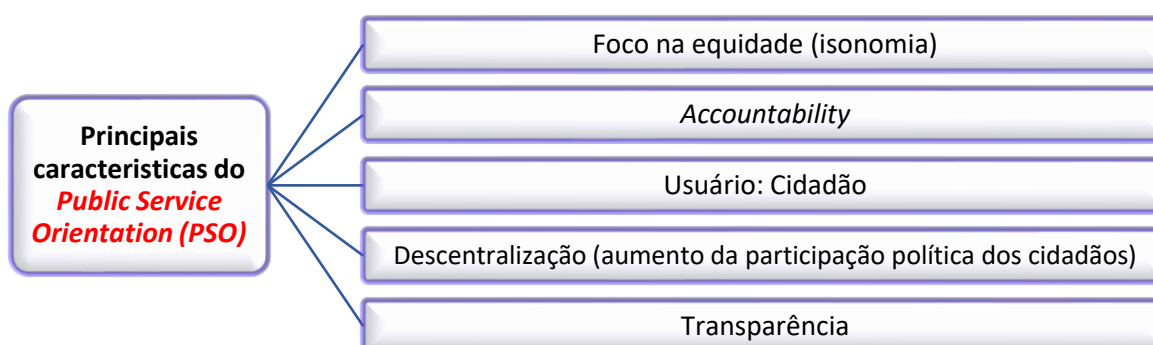 Principais
caracteristicas do
Public Service
Orientation (PSO)
Foco na equidade (isonomia)
Accountability
Usuário: Cidadão
Descentralização (aumento da participação política dos cidadãos)
Transparência